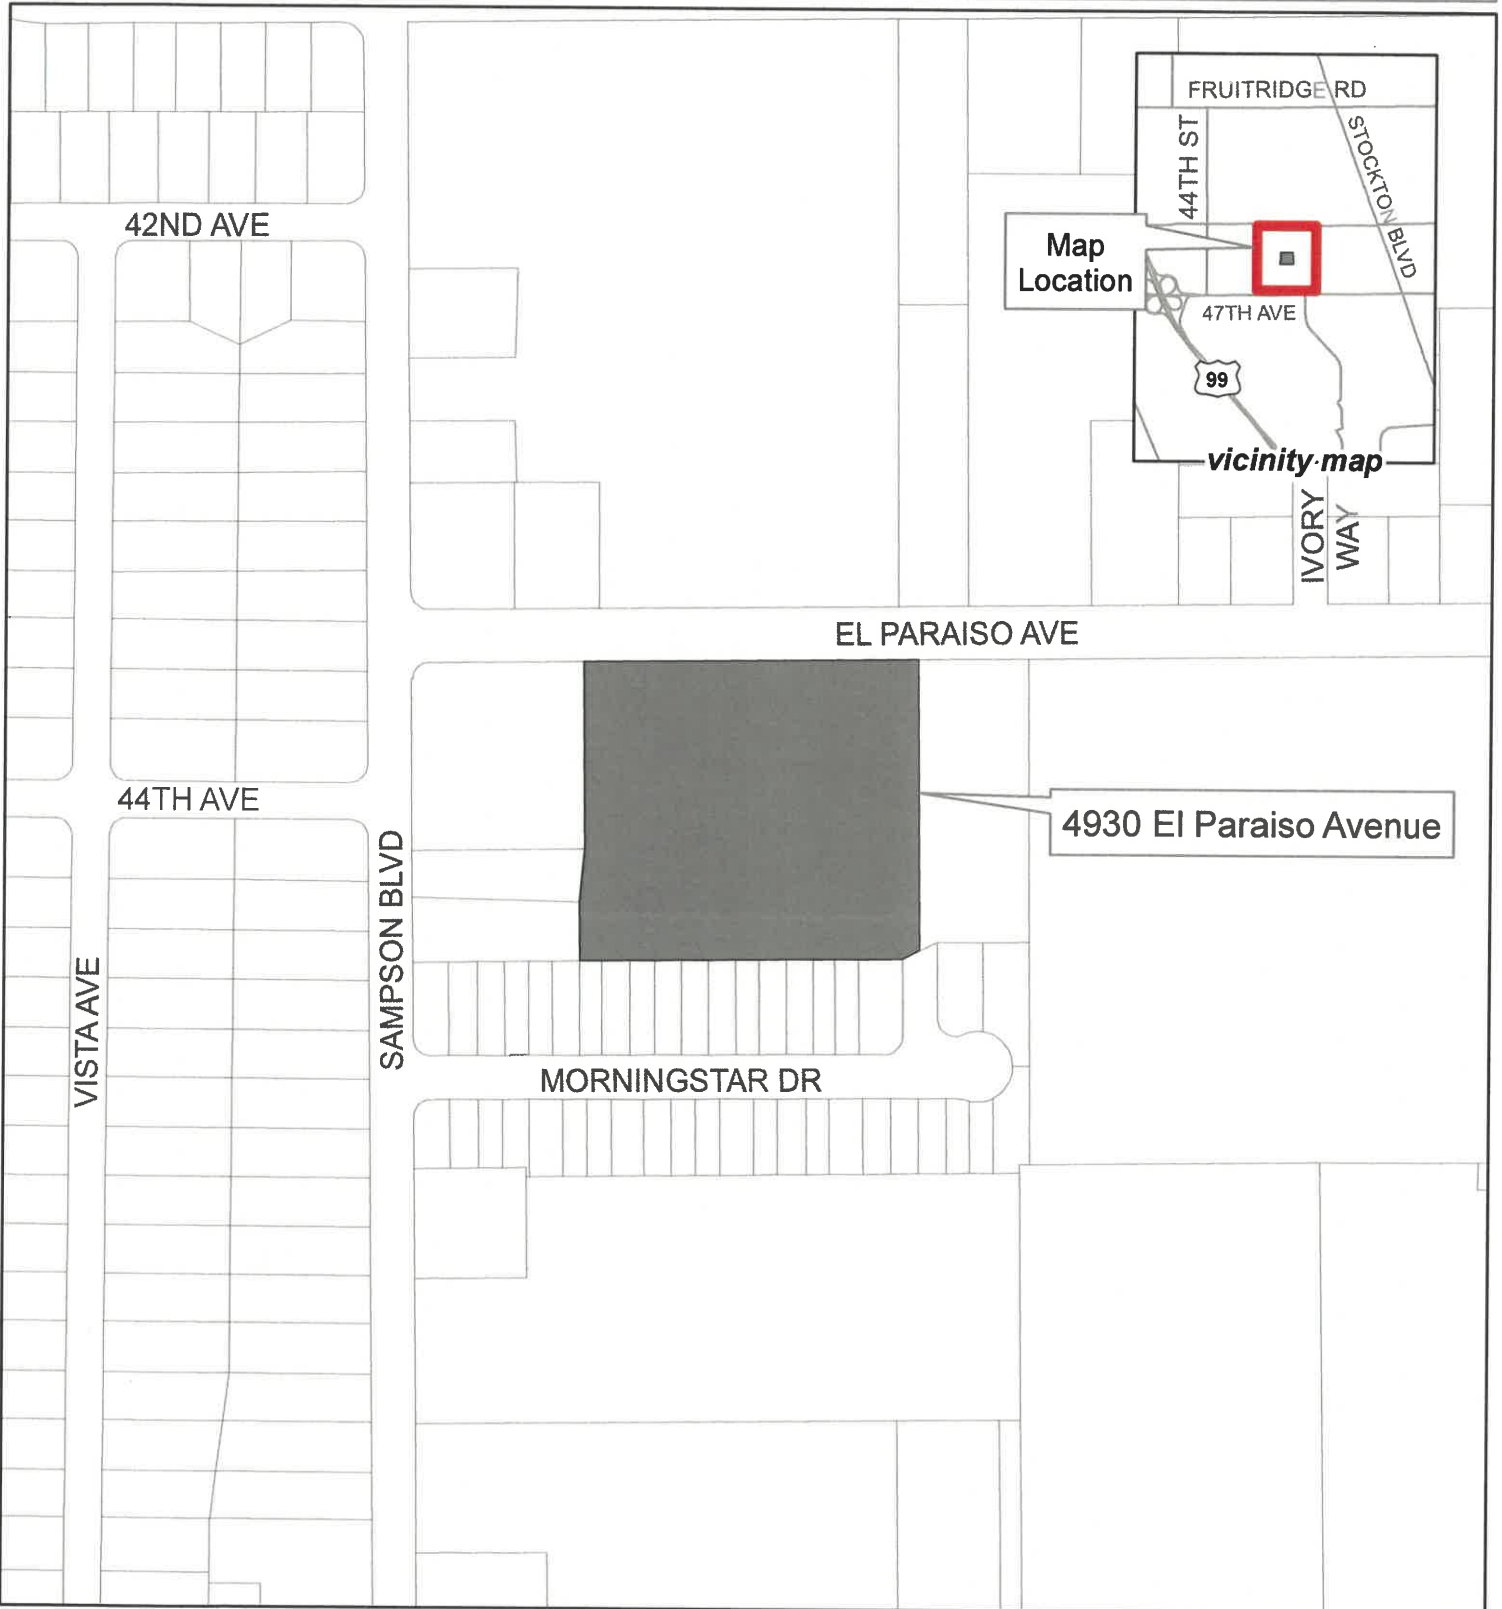 FRUITRIDGE RD
44TH ST
STOCKTON BLVD
42ND AVE
Map
Location
47TH AVE
99
vicinity map
IVORY
WAY
EL PARAISO AVE
44TH AVE
4930 El Paraiso Avenue
SAMPSON BLVD
VISTA AVE
MORNINGSTAR DR